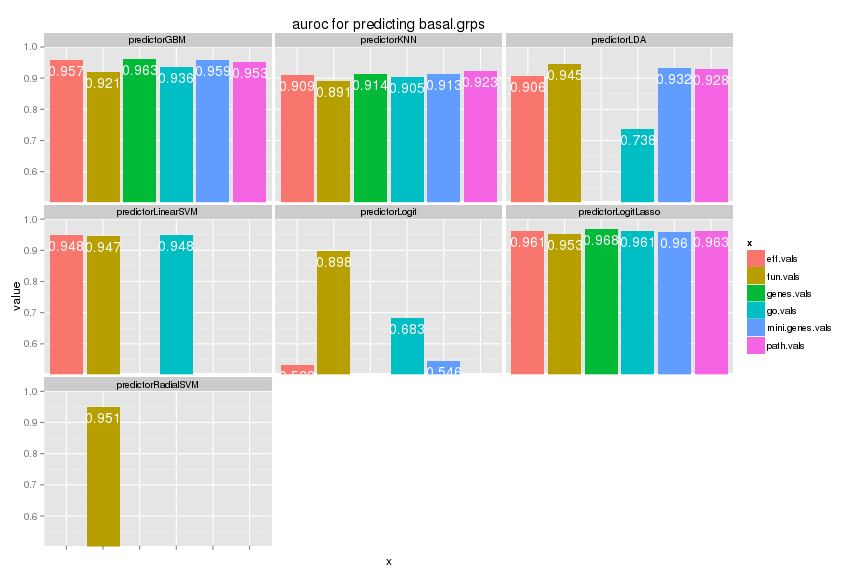 auroc for predicting basal.grps
predictorGBM
predictorKNN
predictorLDA
1.0
0.9
0.8
0.7
0.6
0.957
0.921
0.963
0.936
0.959
0.953
0.909
0.891
0.914
0.905
0.913
0.923
0.906
0.945
0.738
0.932
0.928
predictorLinearSVM
predictorLogit
predictorLogitLasso
1.0
0.9
0.8
0.7
0.6
0.948
0.947
0.948
0.898
0.683
0.546
0.961
0.953
0.968
0.961
0.96
0.963
predictorRadialSVM
1.0
0.9
0.8
0.7
0.6
0.951
value
x
x
eff.vals
fun.vals
genes.vals
go.vals
mini.genes.vals
path.vals